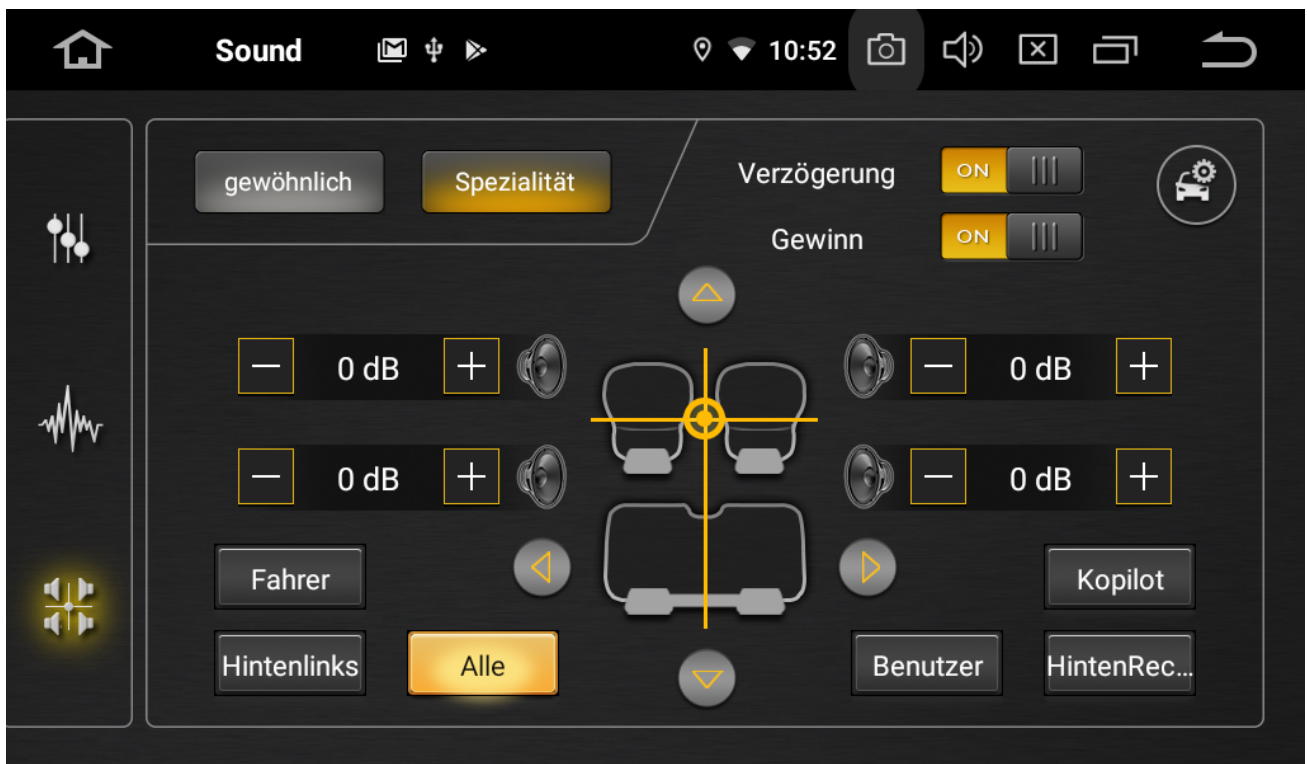 Sound
10:52
gewöhnlich
Spezialität
Verzögerung
ON
Gewinn
ON
0 dB
0 dB
0 dB
0 dB
Fahrer
Kopilot
Hintenlinks
Alle
Benutzer
HintenRec...